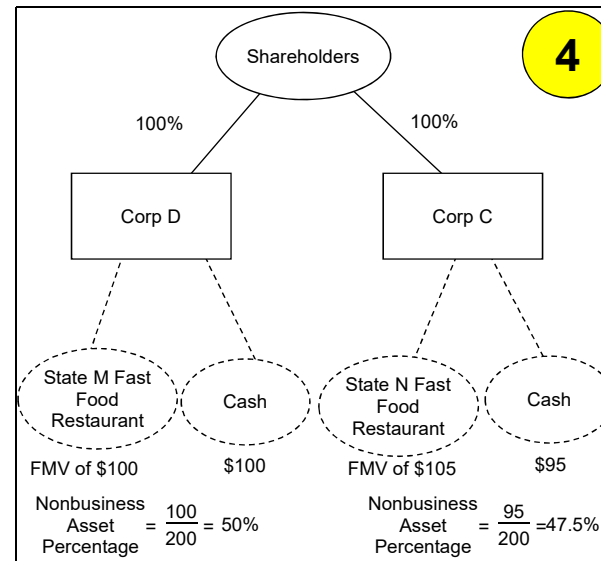 Shareholders
4
100%
100%
Corp D
Corp C
State M Fast
Food
Restaurant
Cash
State N Fast
Food
Restaurant
Cash
FMV of $100
$100
FMV of $105
$95
Nonbusiness
Asset
Percentage
= 100/200 = 50%
Nonbusiness
Asset
Percentage
= 95/200 =47.5%